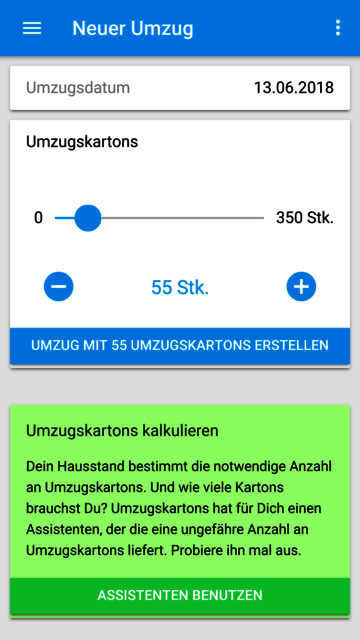 Neuer Umzug
Umzugsdatum 13.06.2018
Umzugskartons
0 350 Stk.
55 Stk.
UMZUG MIT 55 UMZUGSKARTONS ERSTELLEN
Umzugskartons kalkulieren
Dein Hausstand bestimmt die notwendige Anzahl
an Umzugskartons. Und wie viele Kartons
brauchst Du? Umzugskartons hat für Dich einen
Assistenten, der die eine ungefähre Anzahl an
Umzugskartons liefert. Probiere ihn mal aus.
ASSISTENTEN BENUTZEN